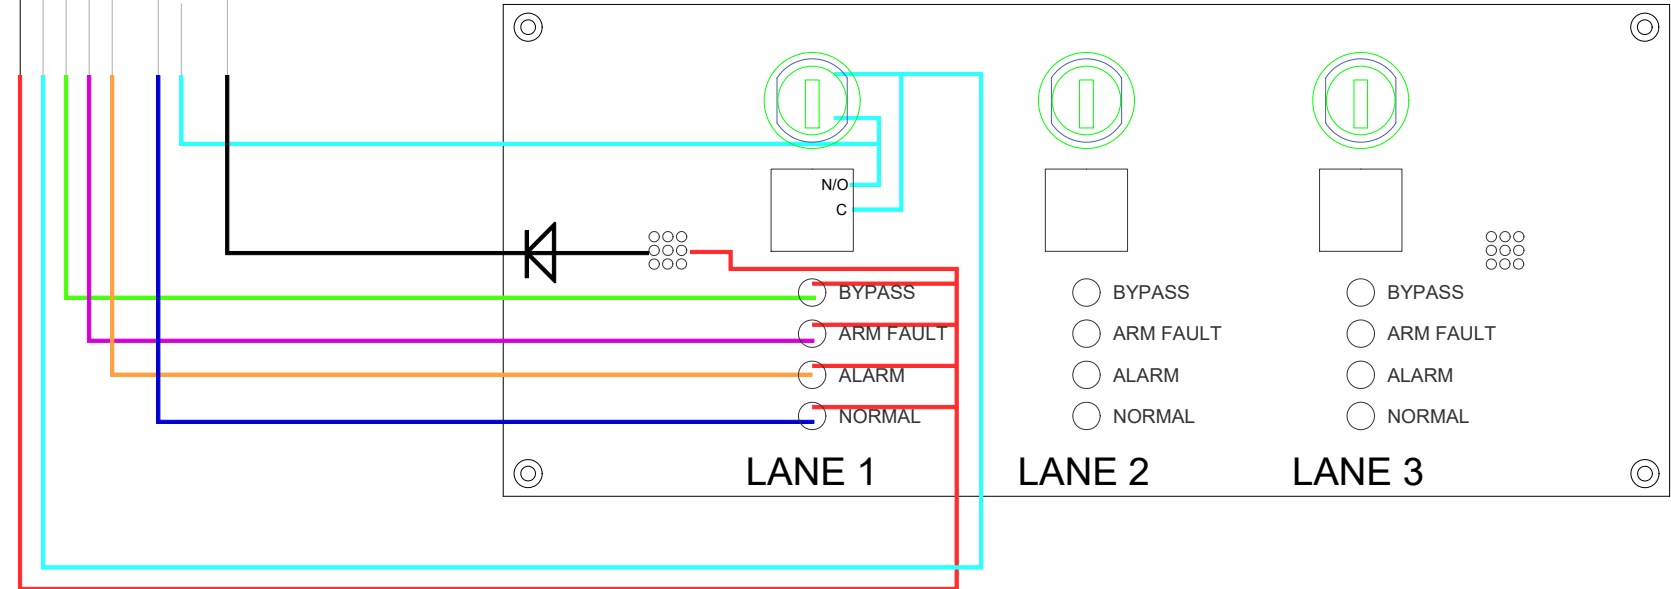 N/O
C
BYPASS BYPASS BYPASS
ARM FAULT ARM FAULT ARM FAULT
ALARM ALARM ALARM
NORMAL NORMAL NORMAL
LANE 1 LANE 2 LANE 3